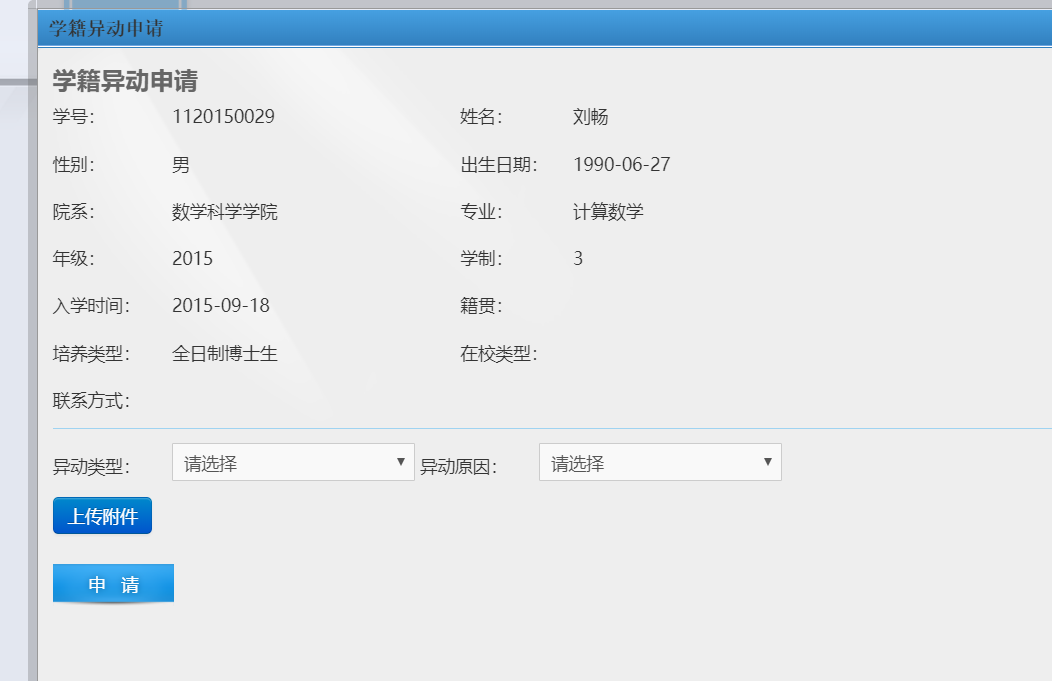 学籍异动申请
学籍异动申请
学号： 1120150029 姓名： 刘畅
性别： 男 出生日期： 1990-06-27
院系： 数学科学学院 专业： 计算数学
年级： 2015 学制： 3
入学时间： 2015-09-18 籍贯：
培养类型： 全日制博士生 在校类型：
联系方式：
异动类型： 请选择 异动原因： 请选择
上传附件
申 请